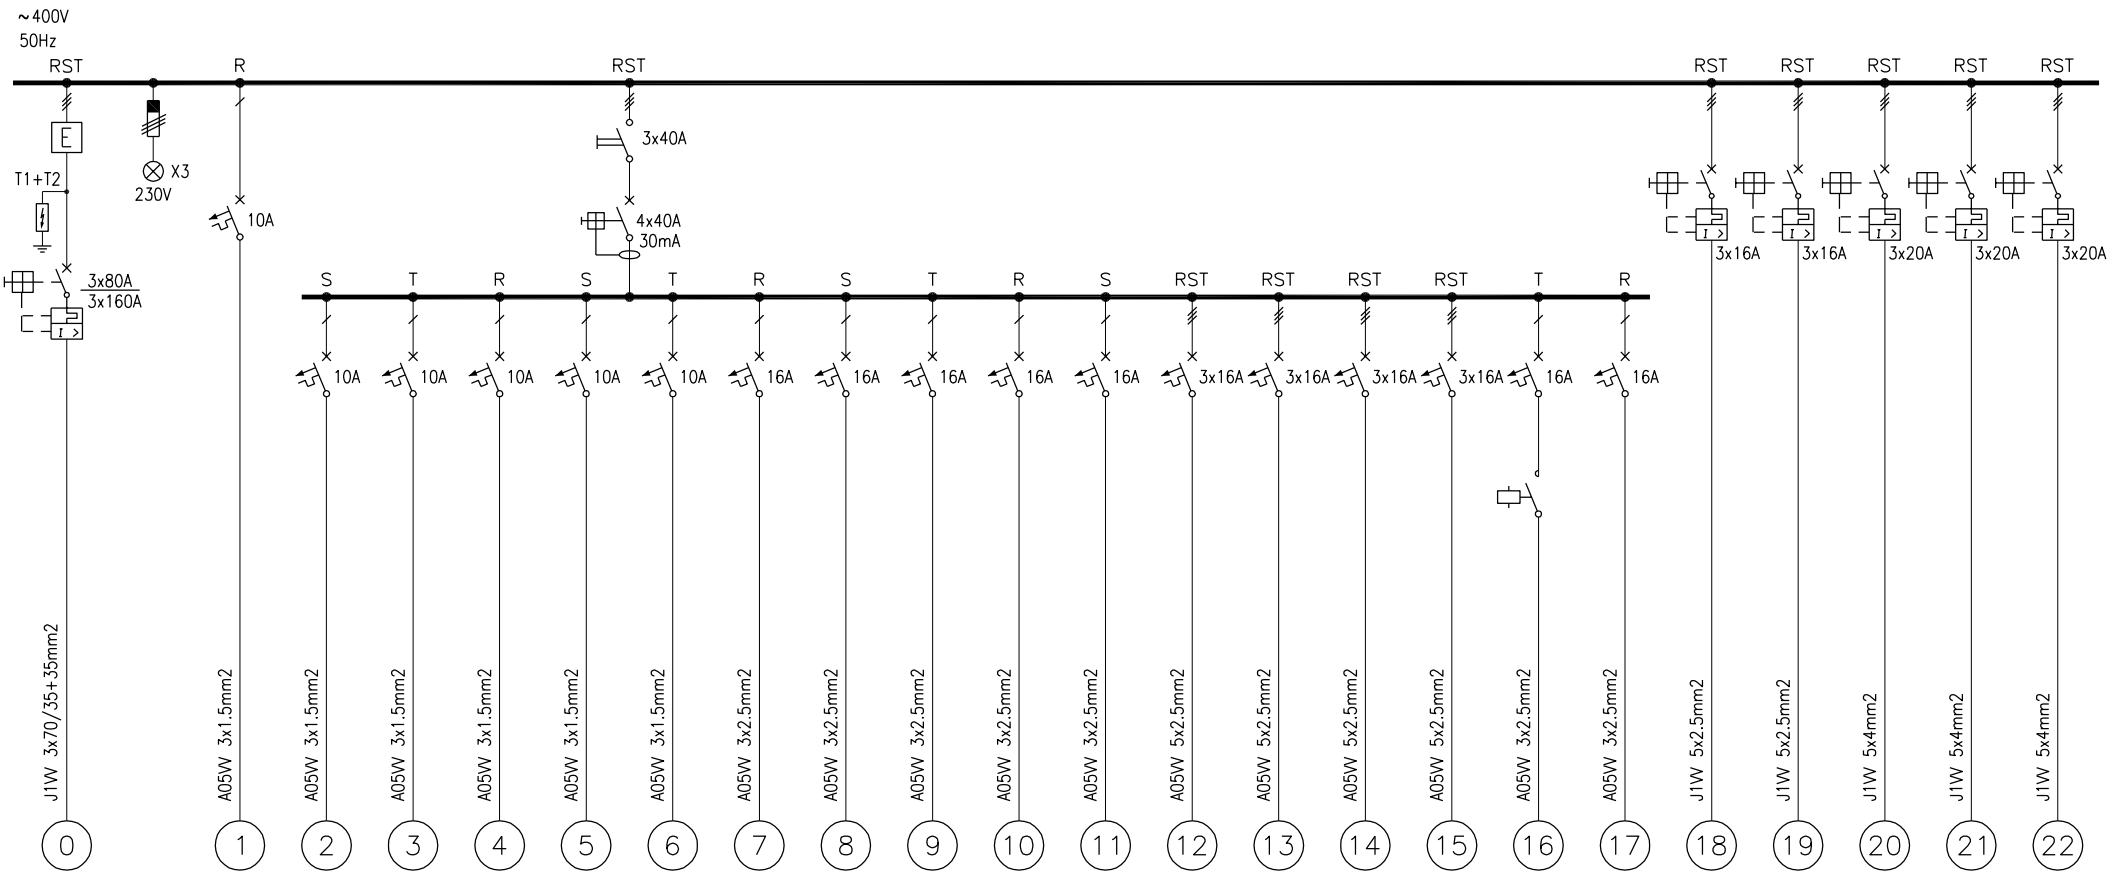 ~400V
50Hz
RST
R
RST
RST
RST
RST
RST
RST
E
3x40A
T1+T2
X3
230V
10A
4x40A
30mA
I >
3x16A
I >
3x16A
I >
3x20A
I >
3x20A
I >
3x20A
3x80A
3x160A
I >
S
T
R
S
T
R
S
T
R
S
RST
RST
RST
RST
T
R
10A
10A
10A
10A
10A
16A
16A
16A
16A
16A
3x16A
3x16A
3x16A
3x16A
16A
16A
J1VV 3x70/35+35mm2
A05VV 3x1.5mm2
A05VV 3x1.5mm2
A05VV 3x1.5mm2
A05VV 3x1.5mm2
A05VV 3x1.5mm2
A05VV 3x1.5mm2
A05VV 3x2.5mm2
A05VV 3x2.5mm2
A05VV 3x2.5mm2
A05VV 3x2.5mm2
A05VV 3x2.5mm2
A05VV 5x2.5mm2
A05VV 5x2.5mm2
A05VV 5x2.5mm2
A05VV 5x2.5mm2
A05VV 3x2.5mm2
A05VV 3x2.5mm2
J1VV 5x2.5mm2
J1VV 5x2.5mm2
J1VV 5x4mm2
J1VV 5x4mm2
J1VV 5x4mm2
0
1
2
3
4
5
6
7
8
9
10
11
12
13
14
15
16
17
18
19
20
21
22